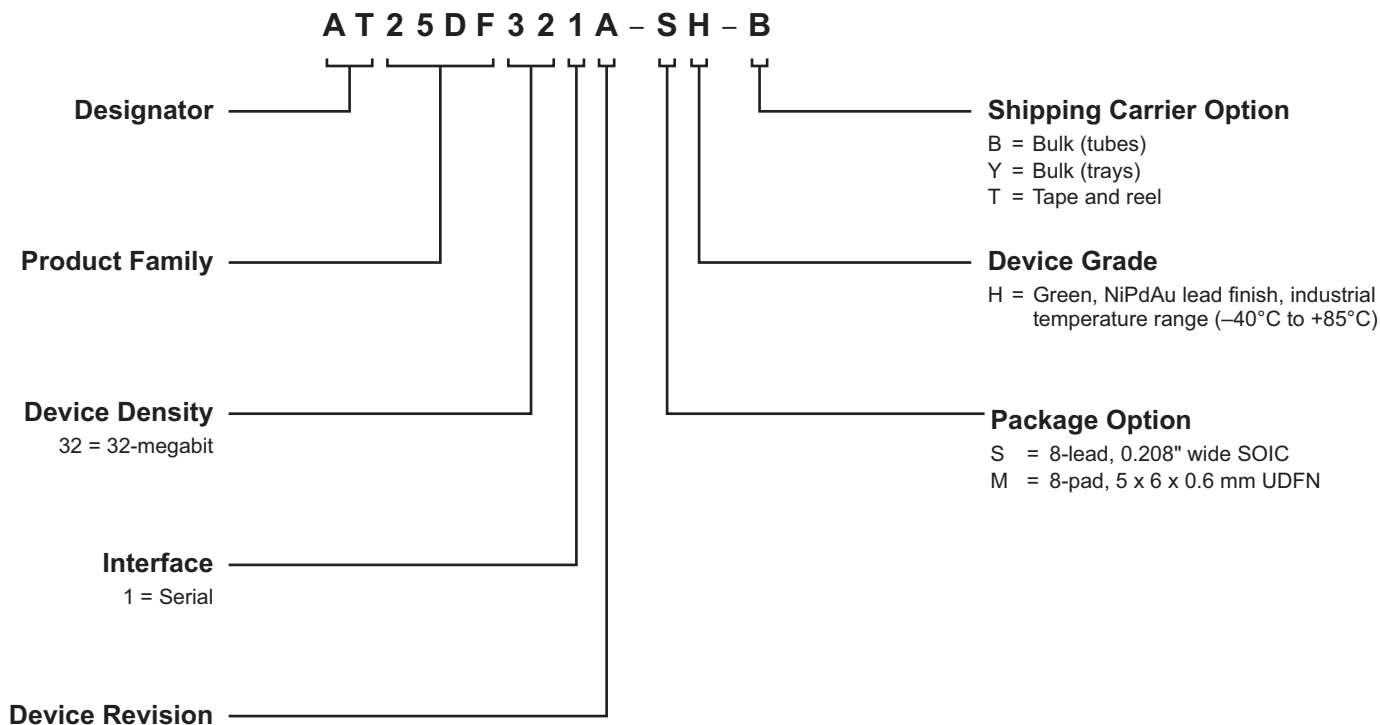 A T 2 5 D F 3 2 1 A – S H – B
Designator
Product Family
Device Density
32 = 32-megabit
Interface
1 = Serial
Device Revision
Shipping Carrier Option
B = Bulk (tubes)
Y = Bulk (trays)
T = Tape and reel
Device Grade
H = Green, NiPdAu lead finish, industrial
temperature range (–40°C to +85°C)
Package Option
S = 8-lead, 0.208" wide SOIC
M = 8-pad, 5 x 6 x 0.6 mm UDFN